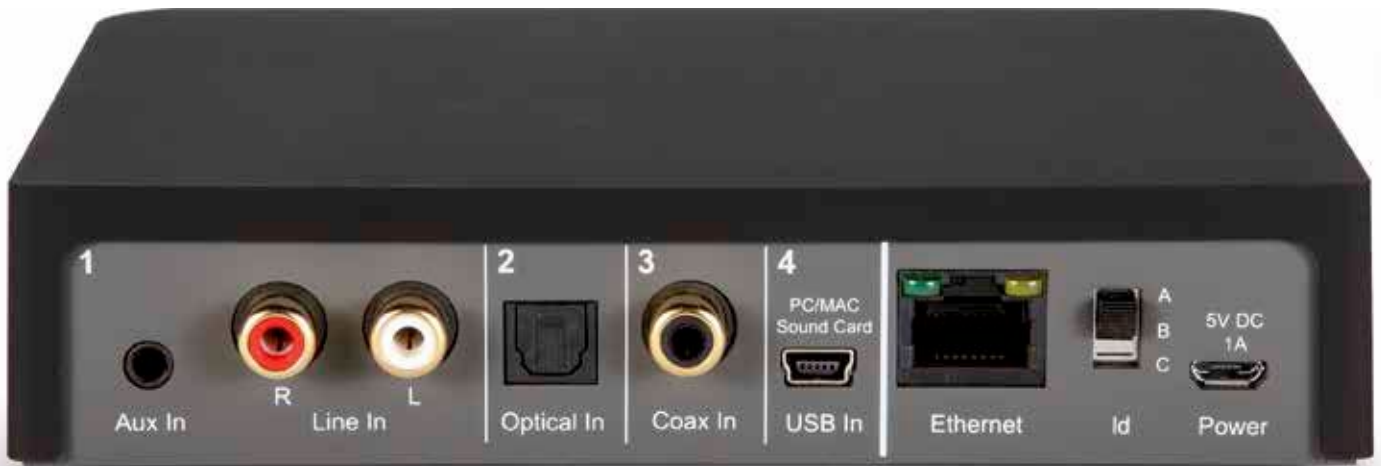 1
Aux In
R
L
Line In
2
Optical In
3
Coax In
4
PC/MAC
Sound Card
USB In
Ethernet
A
B
C
Id
5V DC
1A
Power